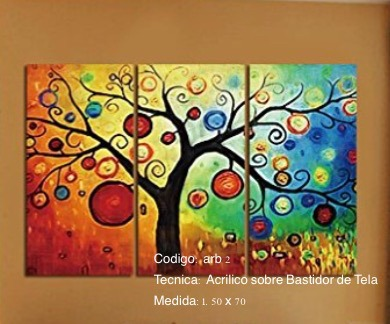 Codigo: arb 2
Tecnica: Acrilico sobre Bastidor de Tela
Medida: 1. 50 x 70